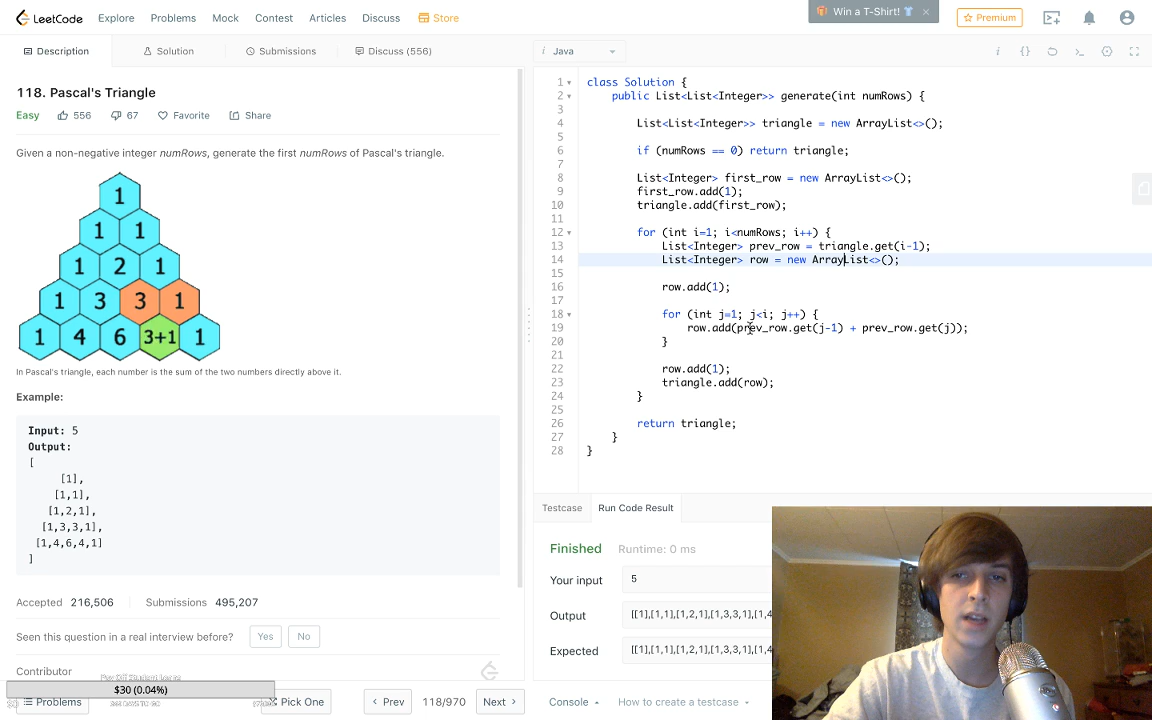 LeetCode Explore Problems Mock Contest Articles Discuss Store Win a T-Shirt! × Premium
Description Solution Submissions Discuss (556) i Java
118. Pascal's Triangle
Easy 556 67 Favorite Share
Given a non-negative integer numRows, generate the first numRows of Pascal's triangle.
1
1 1
1 2 1
1 3 3 1
1 4 6 3+1 1
In Pascal's triangle, each number is the sum of the two numbers directly above it.
Example:
Input: 5
Output:
[
[1],
[1,1],
[1,2,1],
[1,3,3,1],
[1,4,6,4,1]
]
Accepted 216,506 Submissions 495,207
Seen this question in a real interview before? Yes No
Contributor
$30 (0.04%)
Problems Pick One < Prev 118/970 Next >
1 class Solution {
2 public List<List<Integer>> generate(int numRows) {
3
4 List<List<Integer>> triangle = new ArrayList<>();
5
6 if (numRows == 0) return triangle;
7
8 List<Integer> first_row = new ArrayList<>();
9 first_row.add(1);
10 triangle.add(first_row);
11
12 for (int i=1; i<numRows; i++) {
13 List<Integer> prev_row = triangle.get(i-1);
14 List<Integer> row = new ArrayList<>();
15
16 row.add(1);
17
18 for (int j=1; j<i; j++) {
19 row.add(prev_row.get(j-1) + prev_row.get(j));
20 }
21
22 row.add(1);
23 triangle.add(row);
24 }
25
26 return triangle;
27 }
28 }
Testcase Run Code Result
Finished Runtime: 0 ms
Your input 5
Output [[1],[1,1],[1,2,1],[1,3,3,1],[1,4
Expected [[1],[1,1],[1,2,1],[1,3,3,1],[1,4
Console How to create a testcase